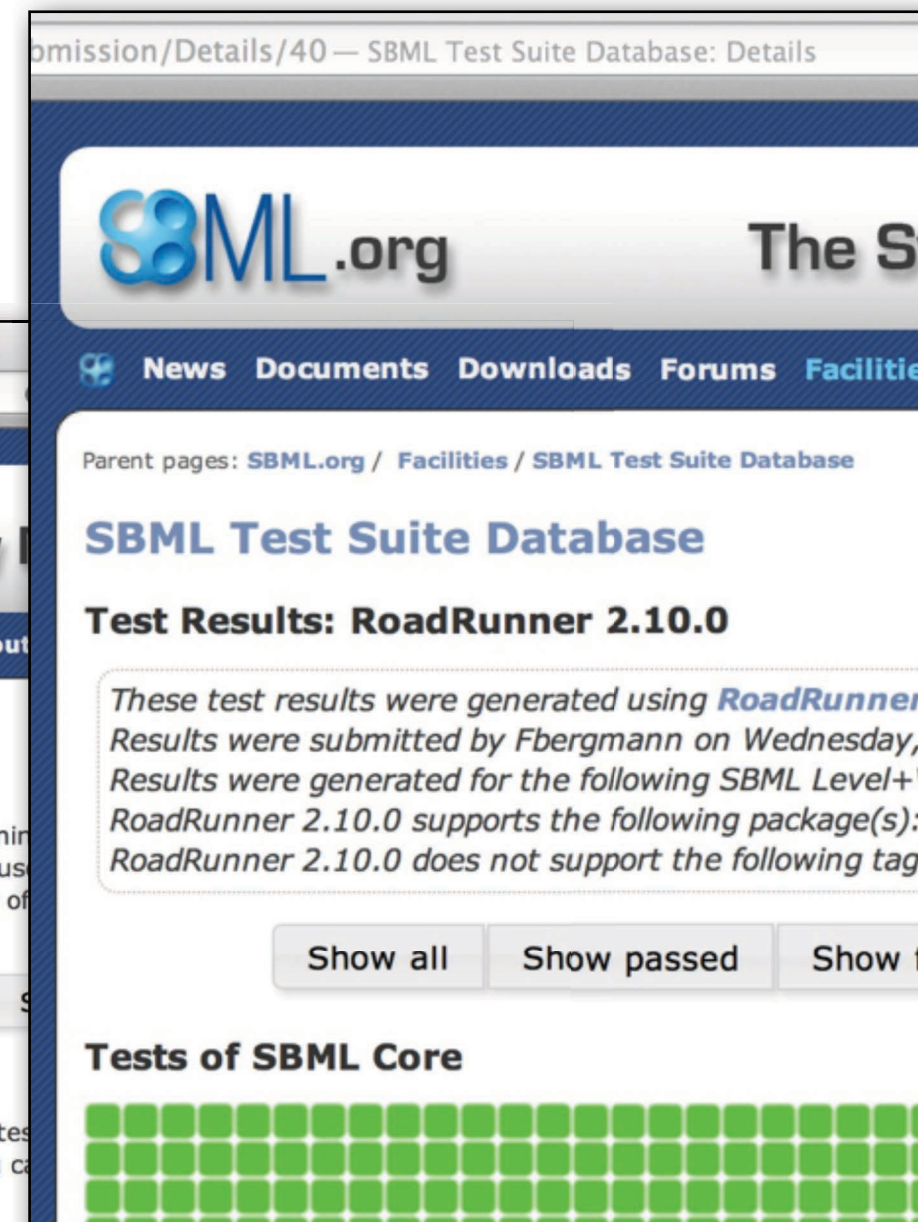 bmission/Details/40 — SBML Test Suite Database: Details
SBML.org
The S
News Documents Downloads Forums Facilitie
Parent pages: SBML.org / Facilities / SBML Test Suite Database
SBML Test Suite Database
Test Results: RoadRunner 2.10.0
These test results were generated using RoadRunner
Results were submitted by Fbergmann on Wednesday,
Results were generated for the following SBML Level+
RoadRunner 2.10.0 supports the following package(s):
RoadRunner 2.10.0 does not support the following tag
Show all
Show passed
Show
Tests of SBML Core
out
of